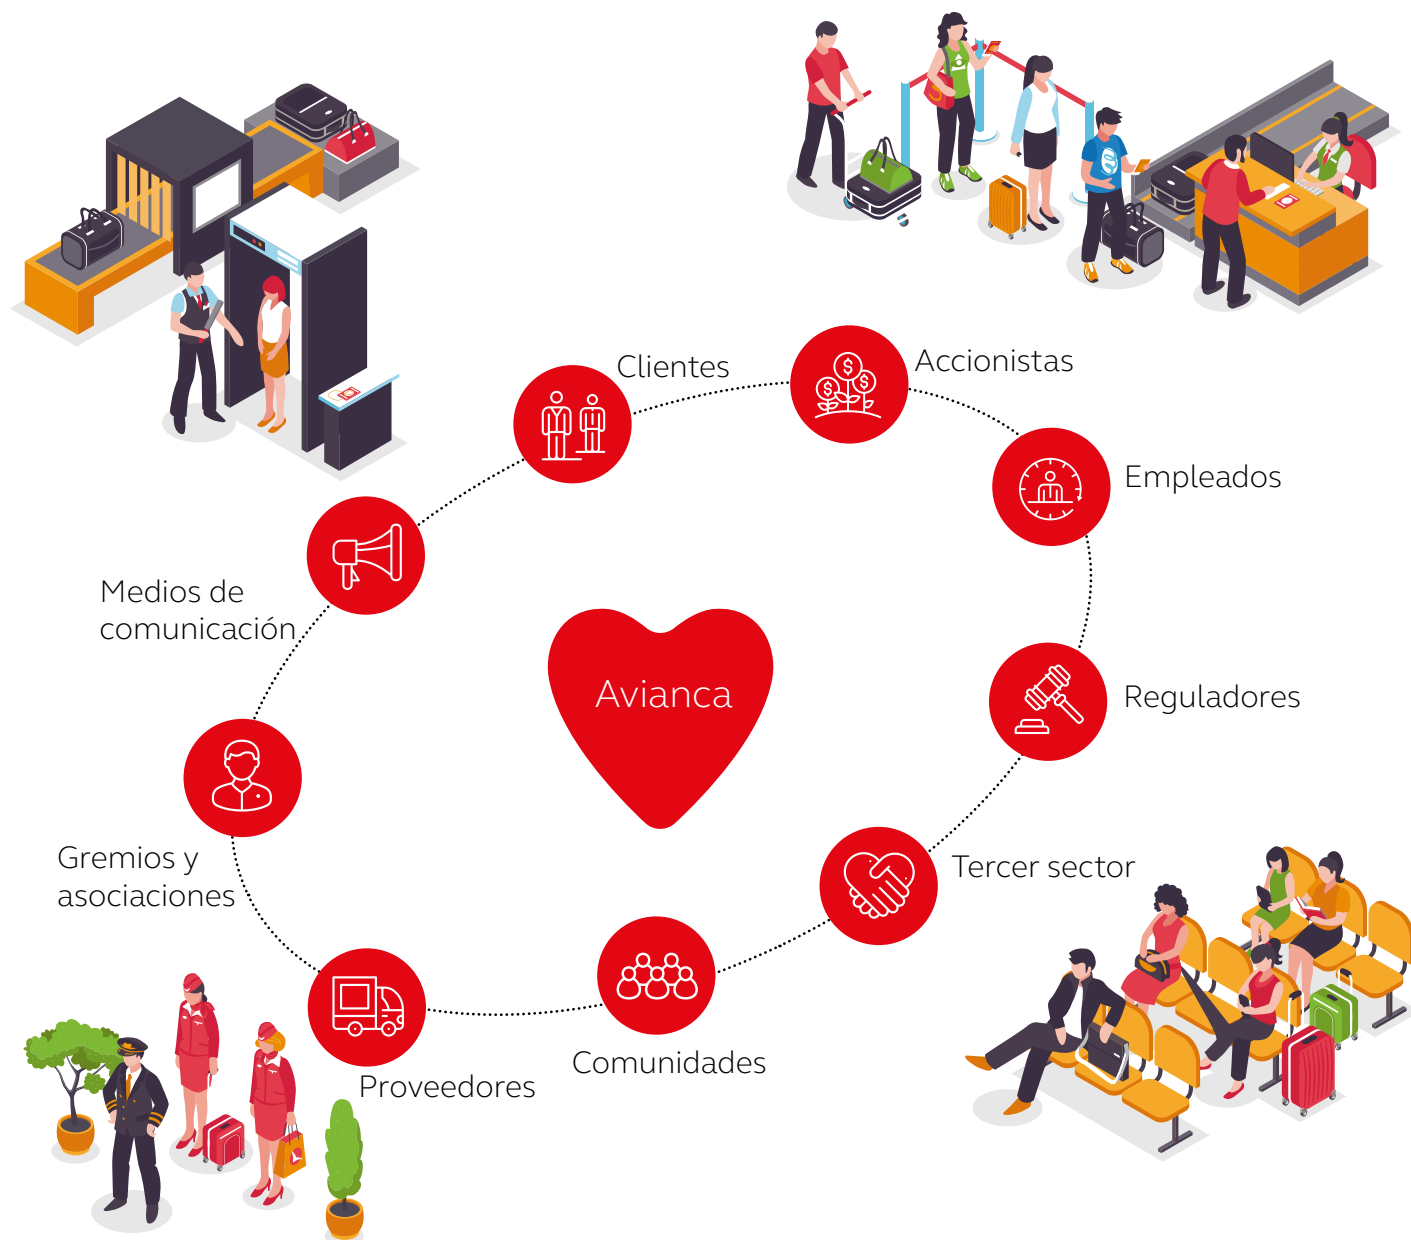 Clientes
Accionistas
Empleados
Medios de
comunicación
Avianca
Reguladores
Gremios y
asociaciones
Tercer sector
Comunidades
Proveedores